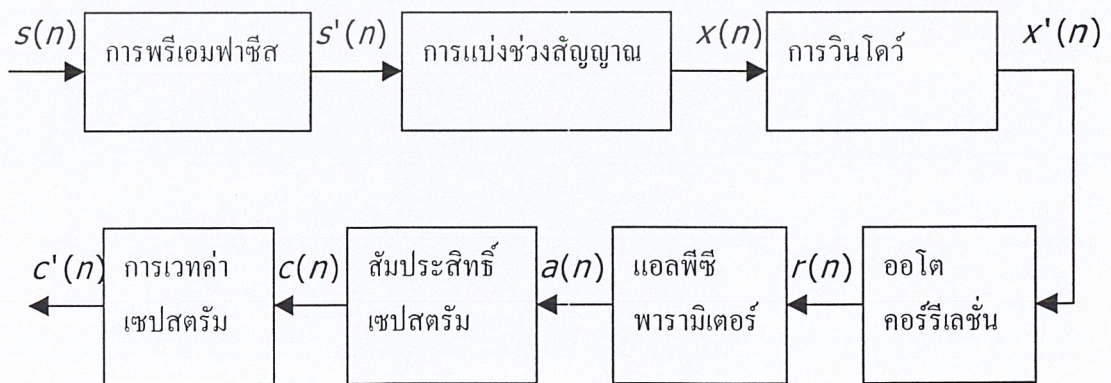 s(n)
การพรีเอมฟาซีส
s'(n)
การแบ่งช่วงสัญญาณ
x(n)
การวินโดว์
x'(n)
ออโต
คอร์รีเลชั่น
r(n)
แอลพีซี
พารามิเตอร์
a(n)
สัมประสิทธิ์
เซปสตรัม
c(n)
การเวทค่า
เซปสตรัม
c'(n)